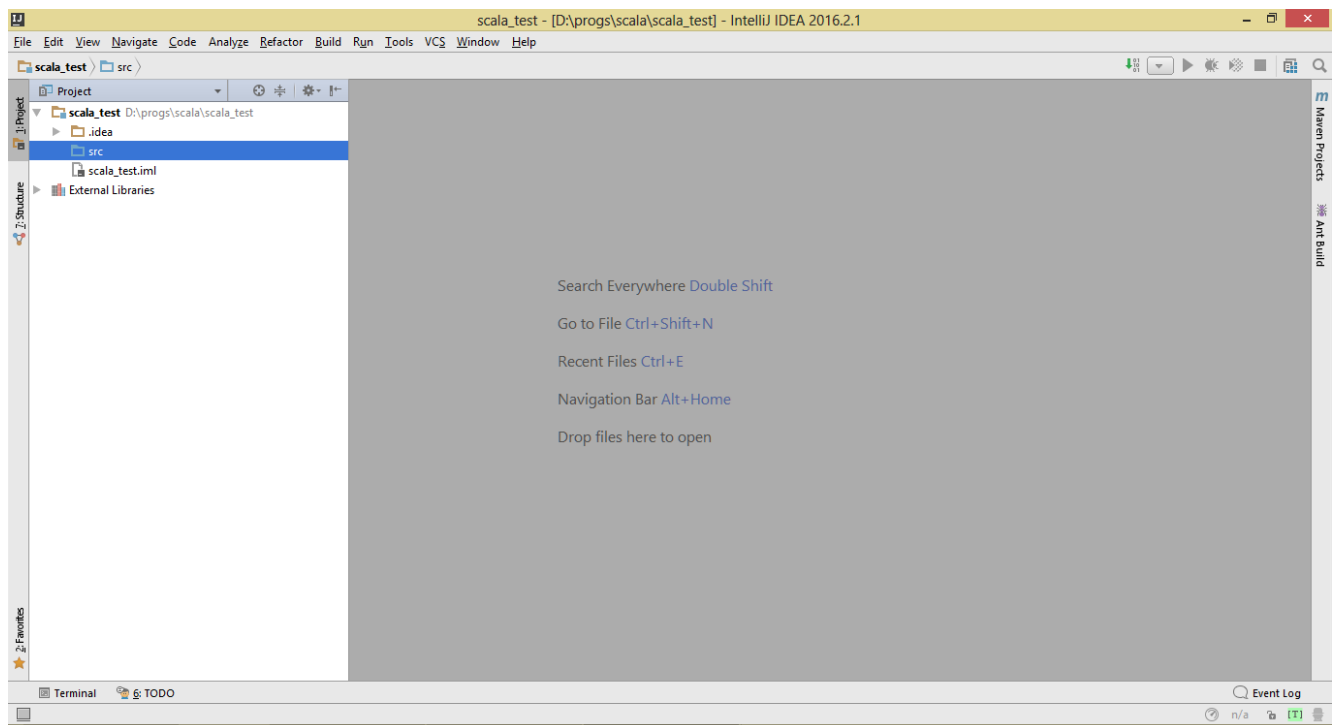 scala_test - [D:\progs\scala\scala_test] - IntelliJ IDEA 2016.2.1
File Edit View Navigate Code Analyze Refactor Build Run Tools VCS Window Help
scala_test src
Project
scala_test D:\progs\scala\scala_test
.idea
src
scala_test.iml
External Libraries
1: Project
7: Structure
2: Favorites
Search Everywhere Double Shift
Go to File Ctrl+Shift+N
Recent Files Ctrl+E
Navigation Bar Alt+Home
Drop files here to open
m Maven Projects
Ant Build
Terminal 6: TODO Event Log
n/a [T]